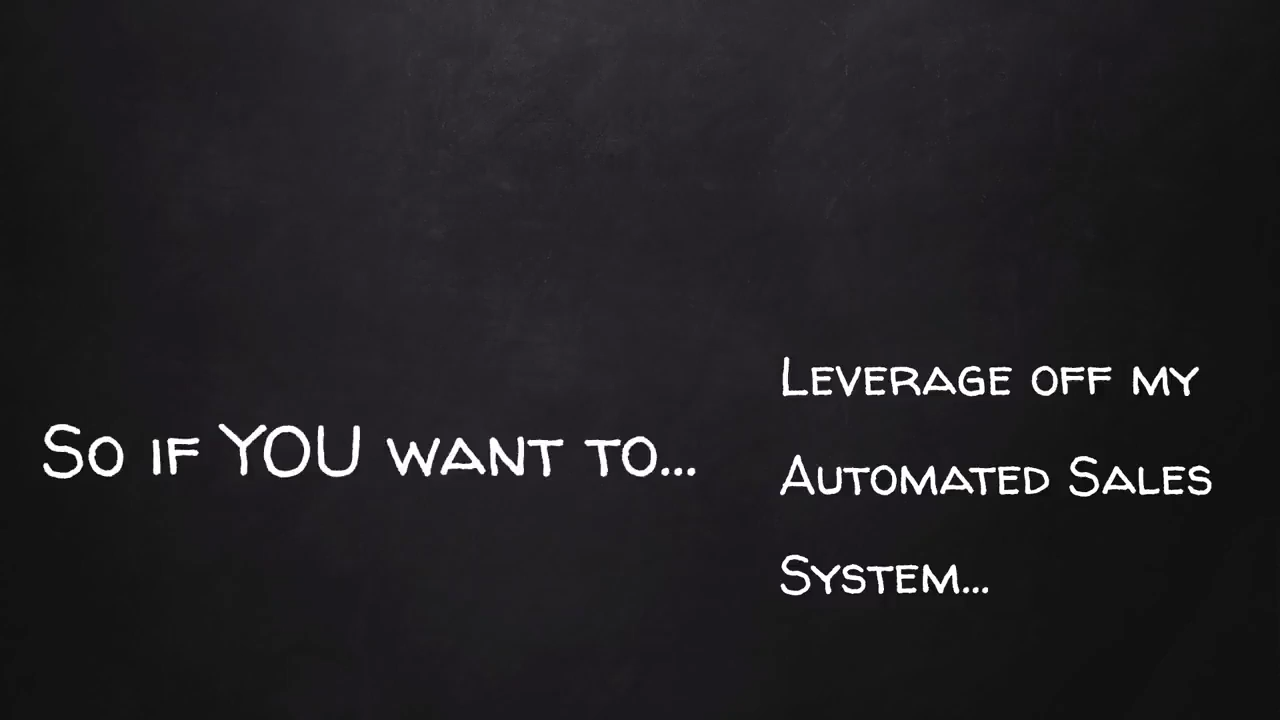 So if YOU want to...
Leverage off my
Automated Sales
System...